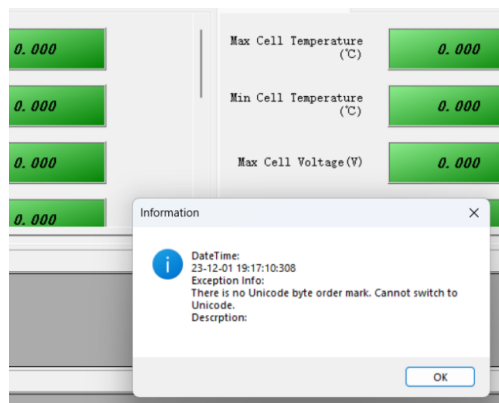 0.000
Max Cell Temperature
(℃)
0.000
0.000
Min Cell Temperature
(℃)
0.000
0.000
Max Cell Voltage(V)
0.000
0.000
Information
DateTime:
23-12-01 19:17:10:308
Exception Info:
There is no Unicode byte order mark. Cannot switch to
Unicode.
Descrption:
OK